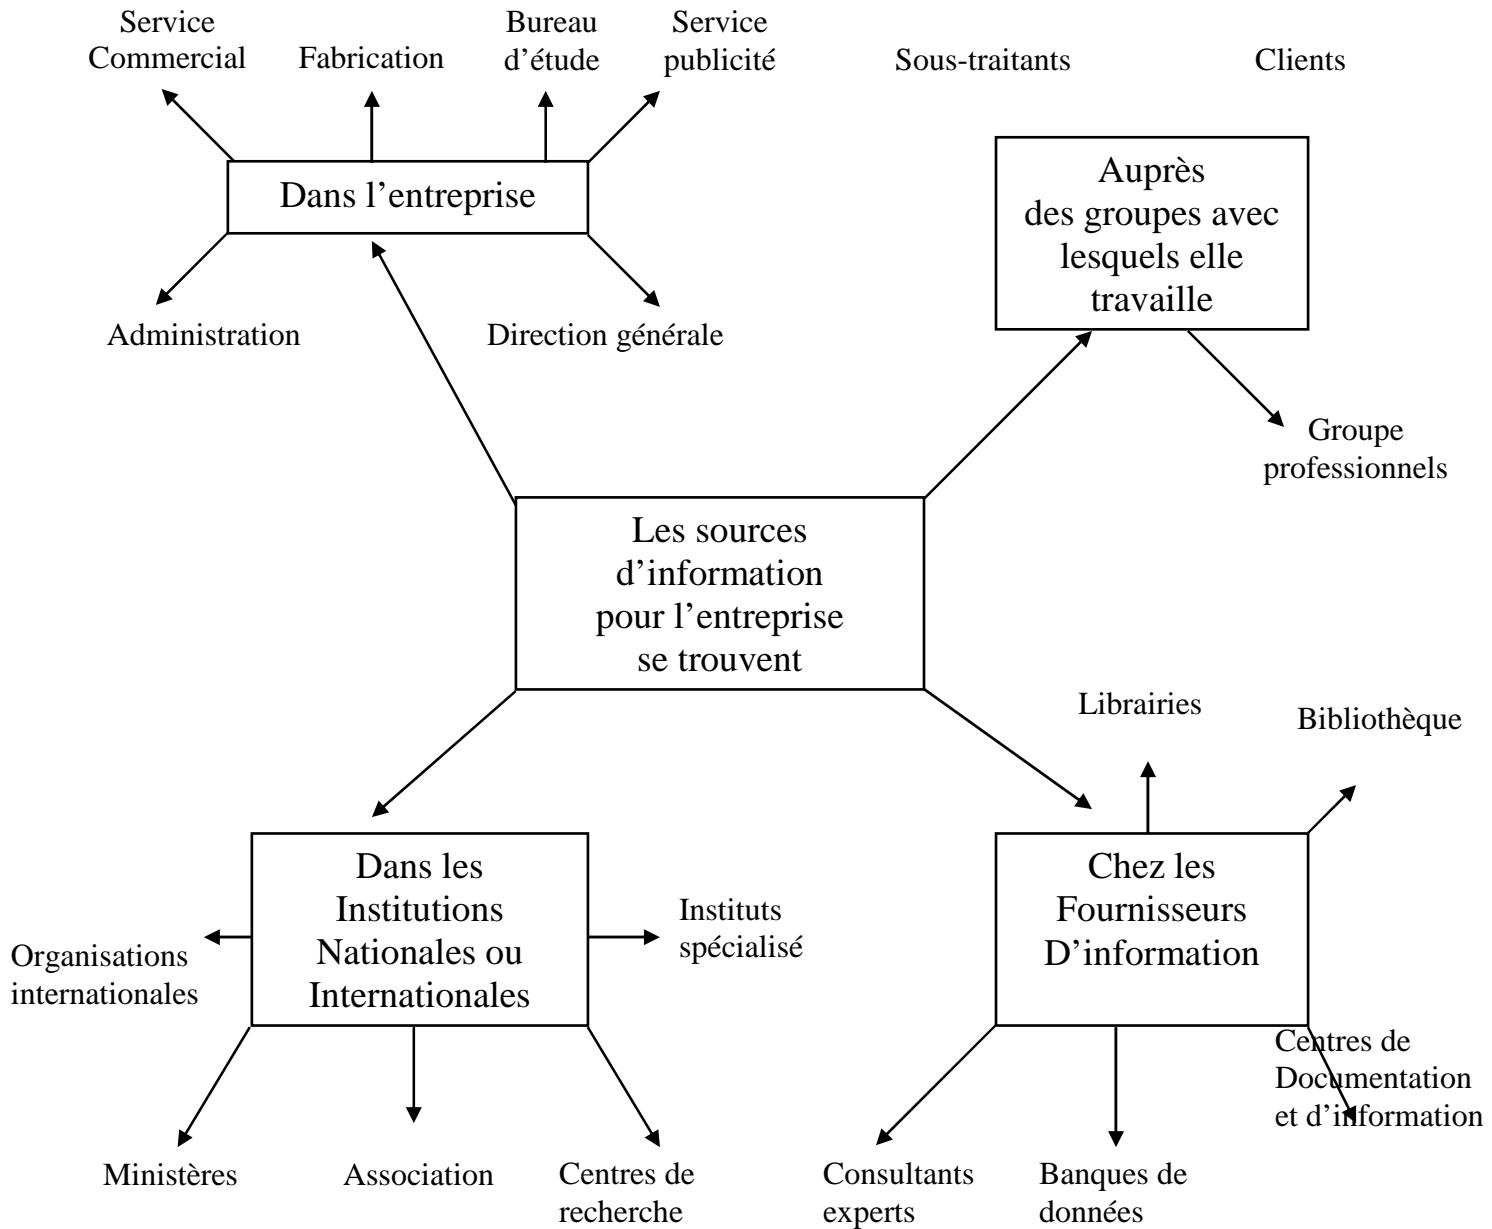 Service
Commercial
Fabrication
Bureau
d’étude
Service
publicité
Sous-traitants
Clients
Dans l’entreprise
Auprès
des groupes avec
lesquels elle
travaille
Administration
Direction générale
Groupe
professionnels
Les sources
d’information
pour l’entreprise
se trouvent
Librairies
Bibliothèque
Dans les
Institutions
Nationales ou
Internationales
Chez les
Fournisseurs
D’information
Organisations
internationales
Instituts
spécialisé
Centres de
Documentation
et d’information
Ministères
Association
Centres de
recherche
Consultants
experts
Banques de
données